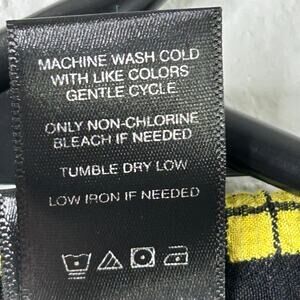 MACHINE WASH COLD
WITH LIKE COLORS
GENTLE CYCLE
ONLY NON-CHLORINE
BLEACH IF NEEDED
TUMBLE DRY LOW
LOW IRON IF NEEDED